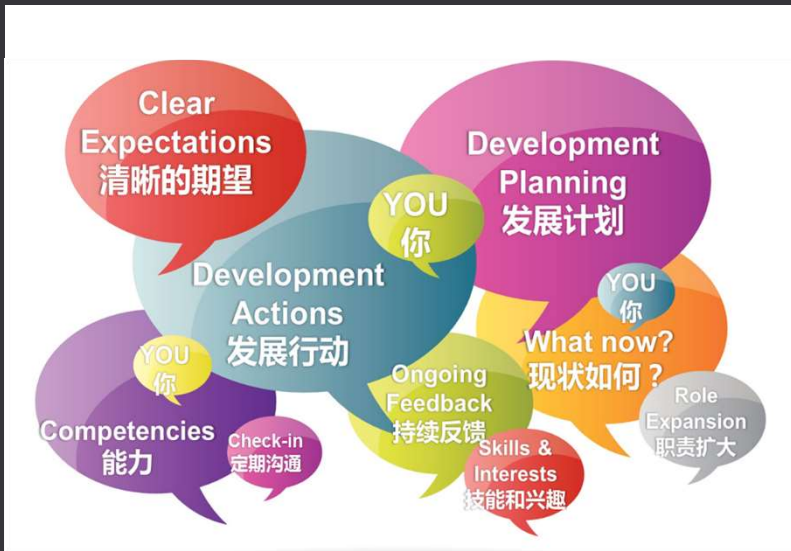 Clear
Expectations
清晰的期望
Development
Planning
发展计划
YOU
你
Development
Actions
发展行动
YOU
你
What now?
现状如何？
YOU
你
Ongoing
Feedback
持续反馈
Role
Expansion
职责扩大
Competencies
能力
Check-in
定期沟通
Skills &
Interests
技能和兴趣